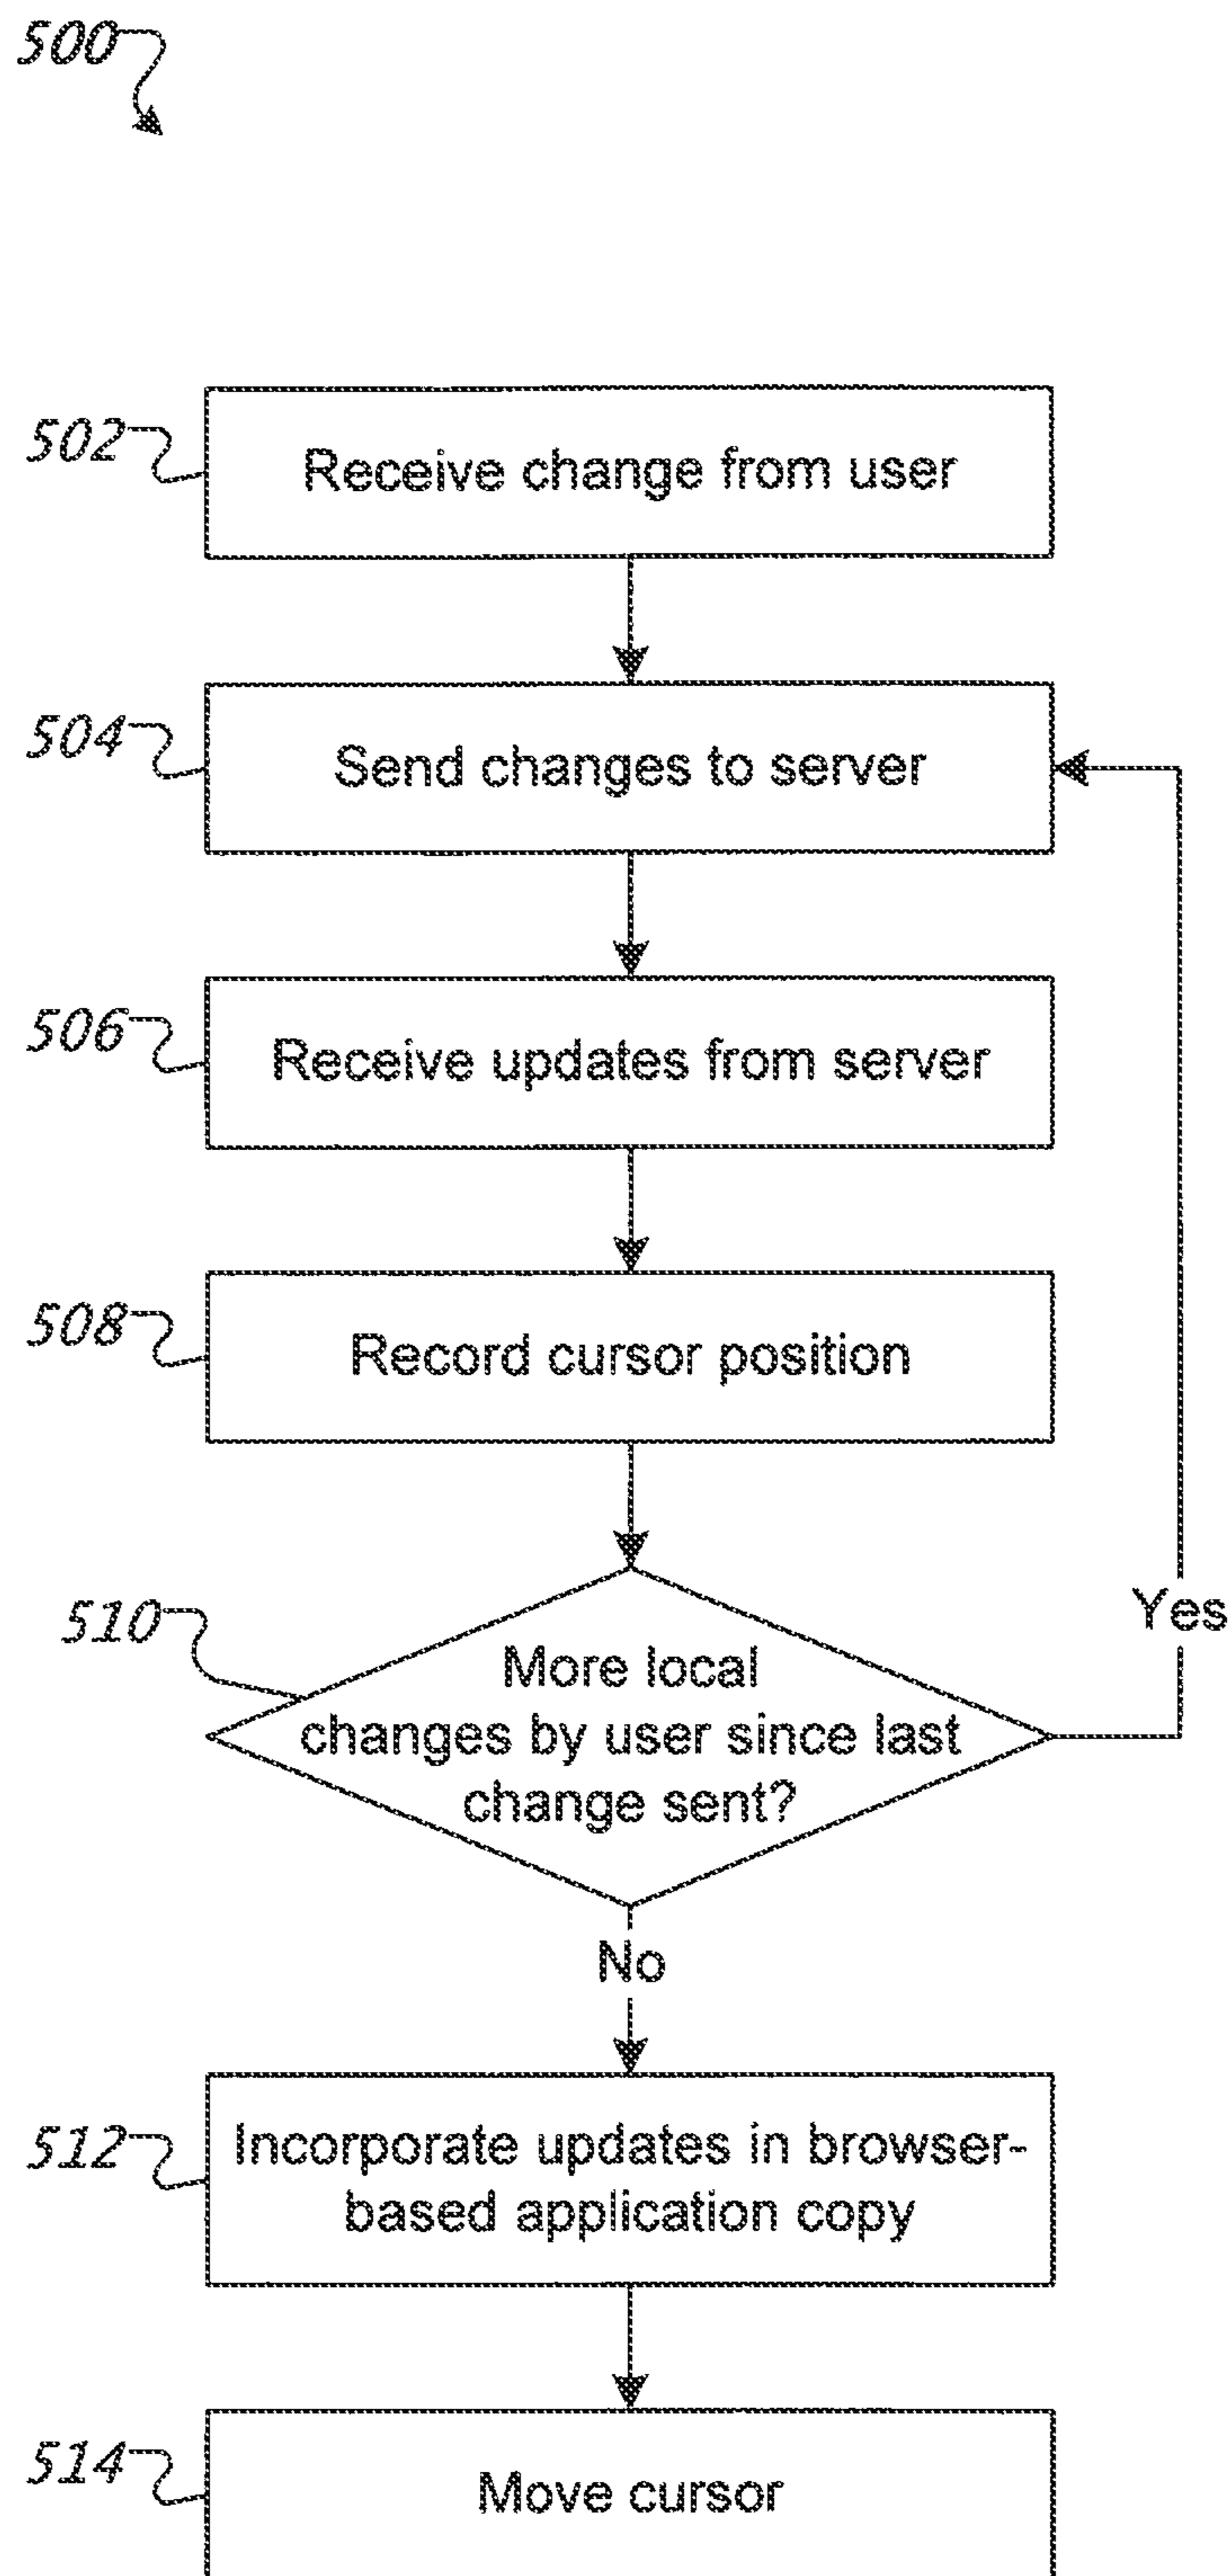 500
502
Receive change from user
504
Send changes to server
506
Receive updates from server
508
Record cursor position
510
Yes
More local
changes by user since last
change sent?
No
512
Incorporate updates in browser-
based application copy
514
Move cursor